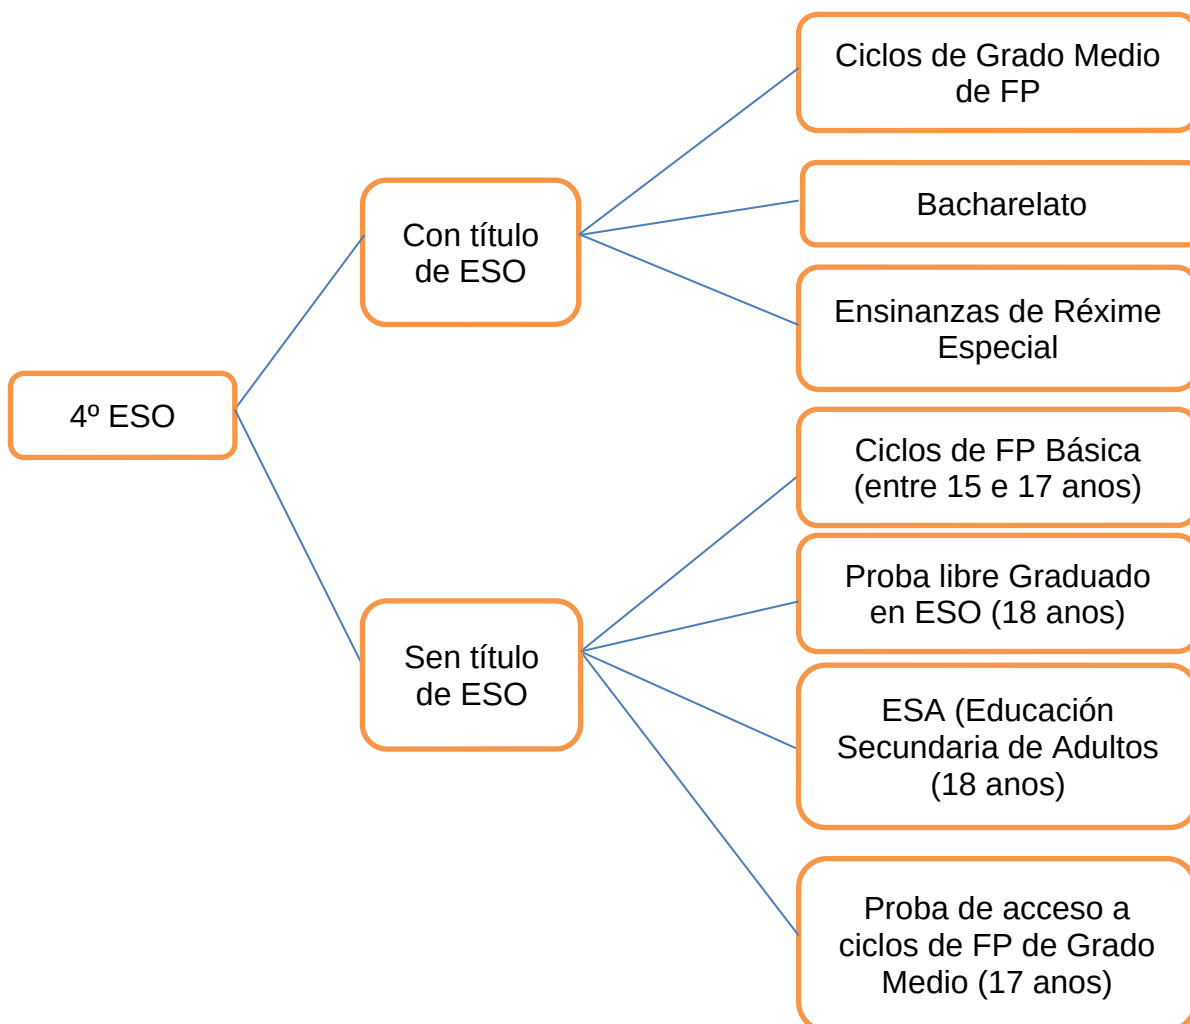 4º ESO
Con título
de ESO
Ciclos de Grado Medio
de FP
Bacharelato
Ensinanzas de Réxime
Especial
Sen título
de ESO
Ciclos de FP Básica
(entre 15 e 17 anos)
Proba libre Graduado
en ESO (18 anos)
ESA (Educación
Secundaria de Adultos
(18 anos)
Proba de acceso a
ciclos de FP de Grado
Medio (17 anos)